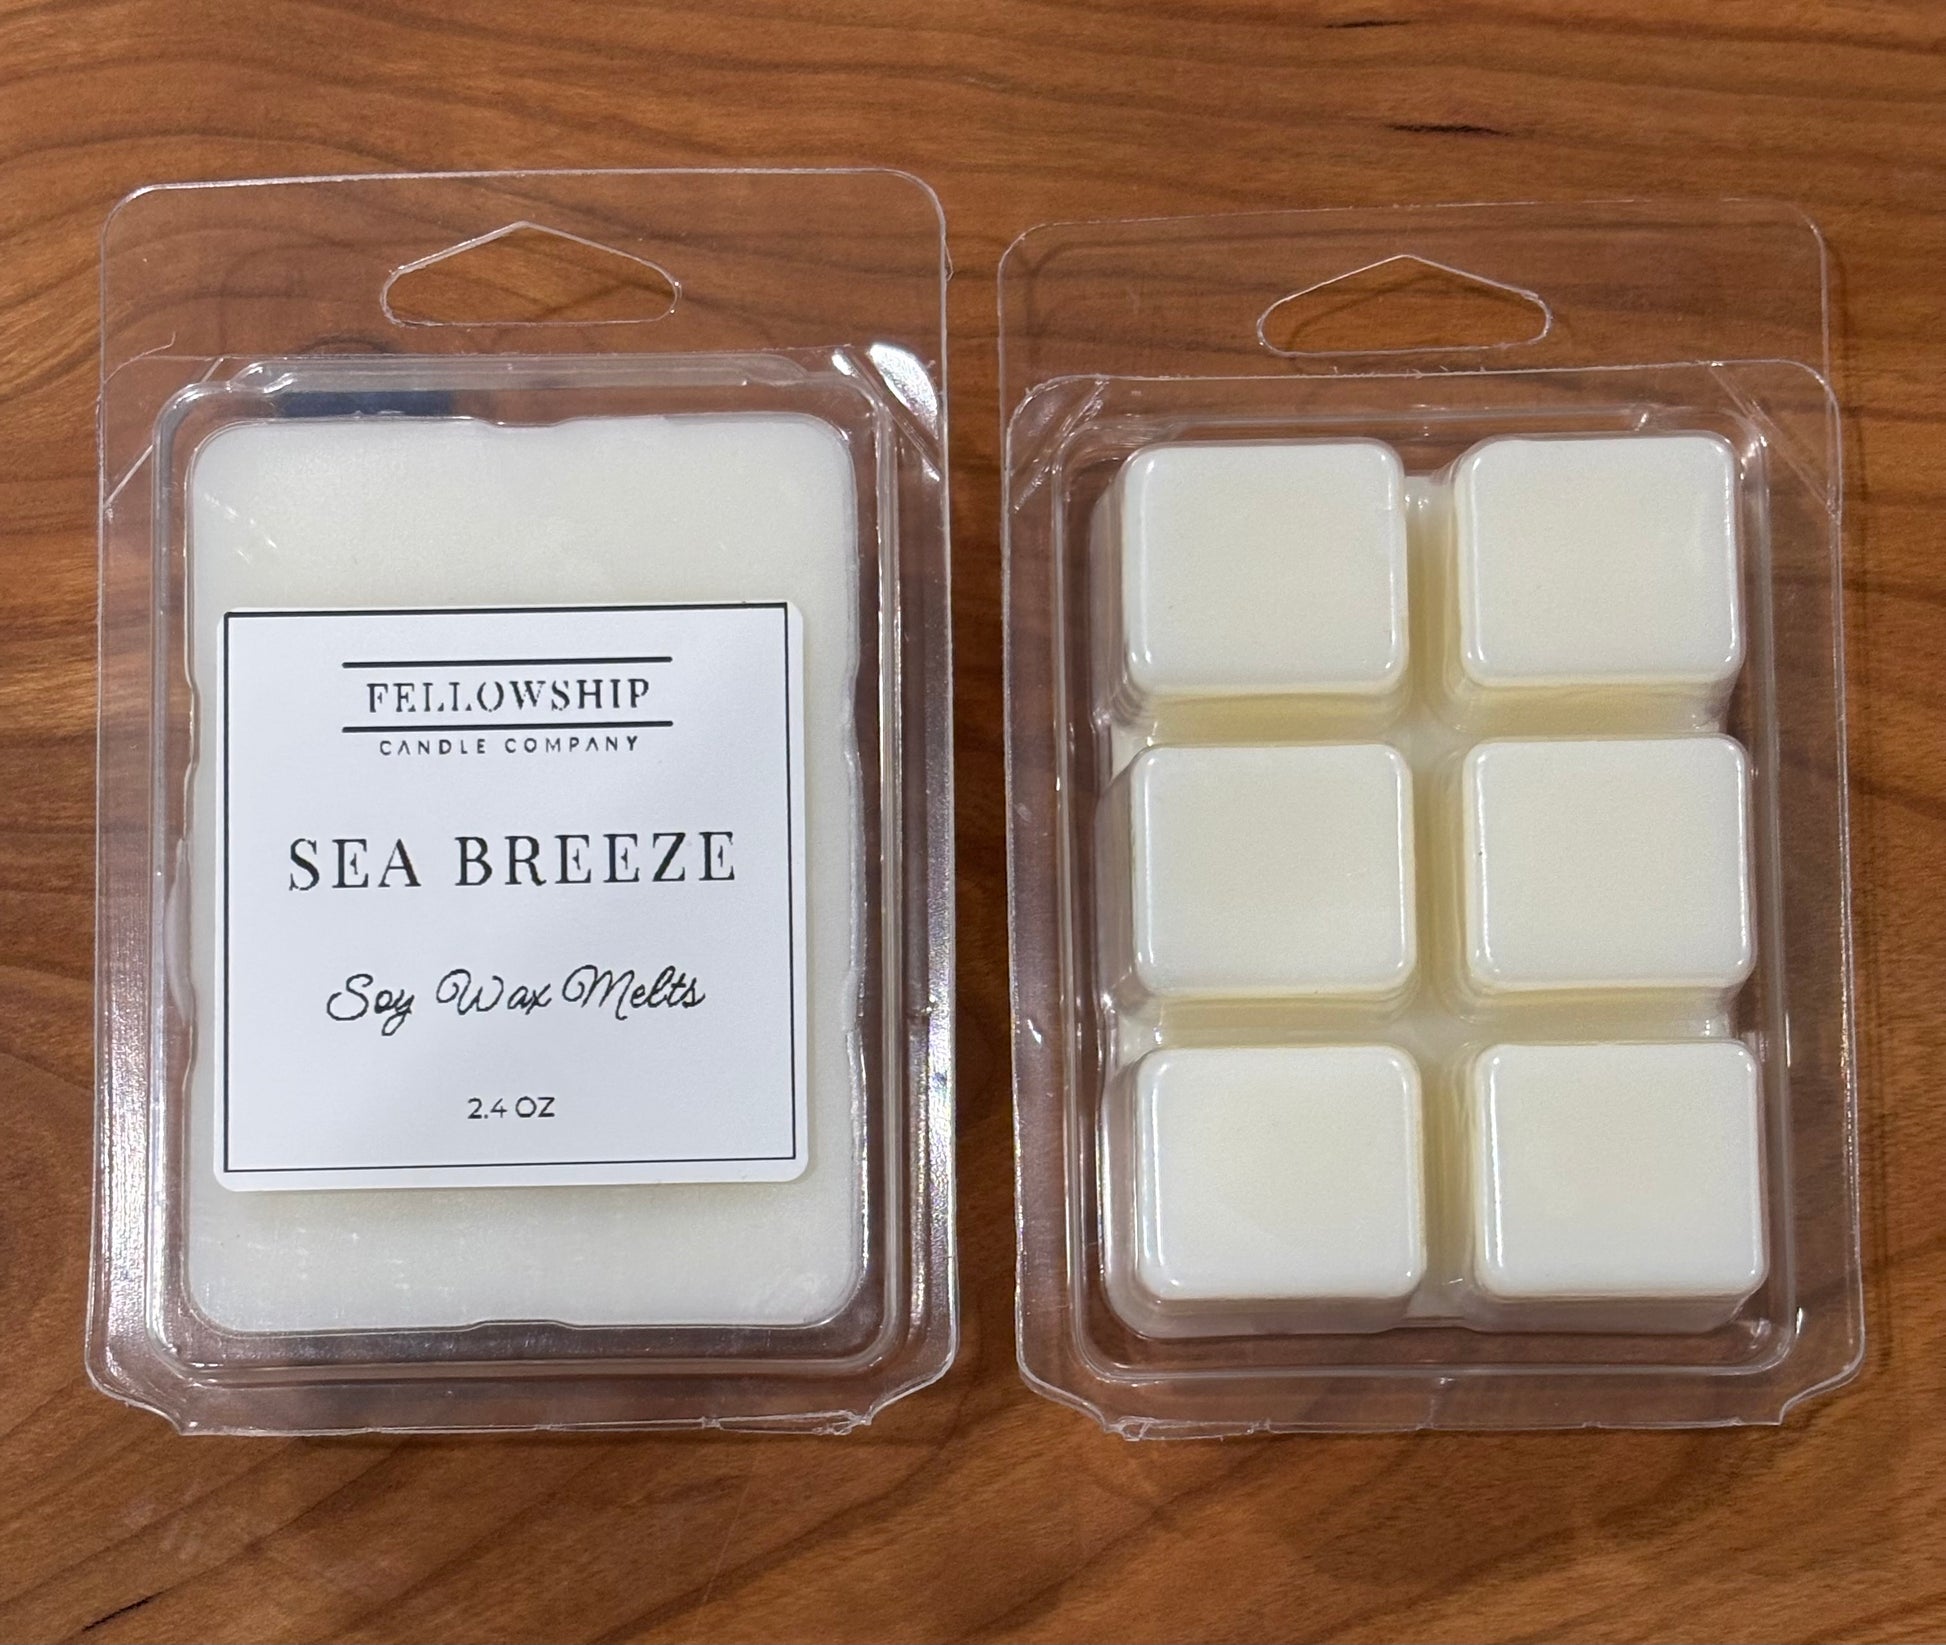 FELLOWSHIP
CANDLE COMPANY
SEA BREEZE
Soy Wax Melts
2.4 OZ